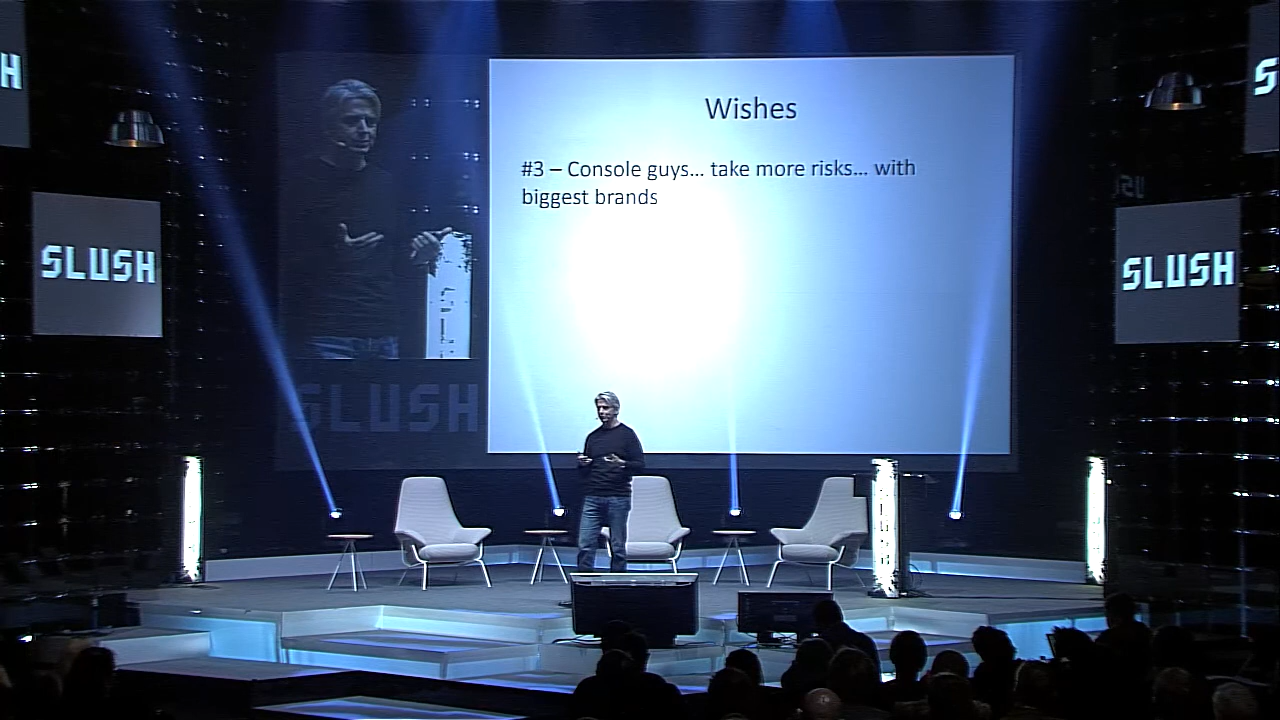 Wishes
#3 – Console guys... take more risks... with
biggest brands
SLUSH
SLUSH
SLUSH